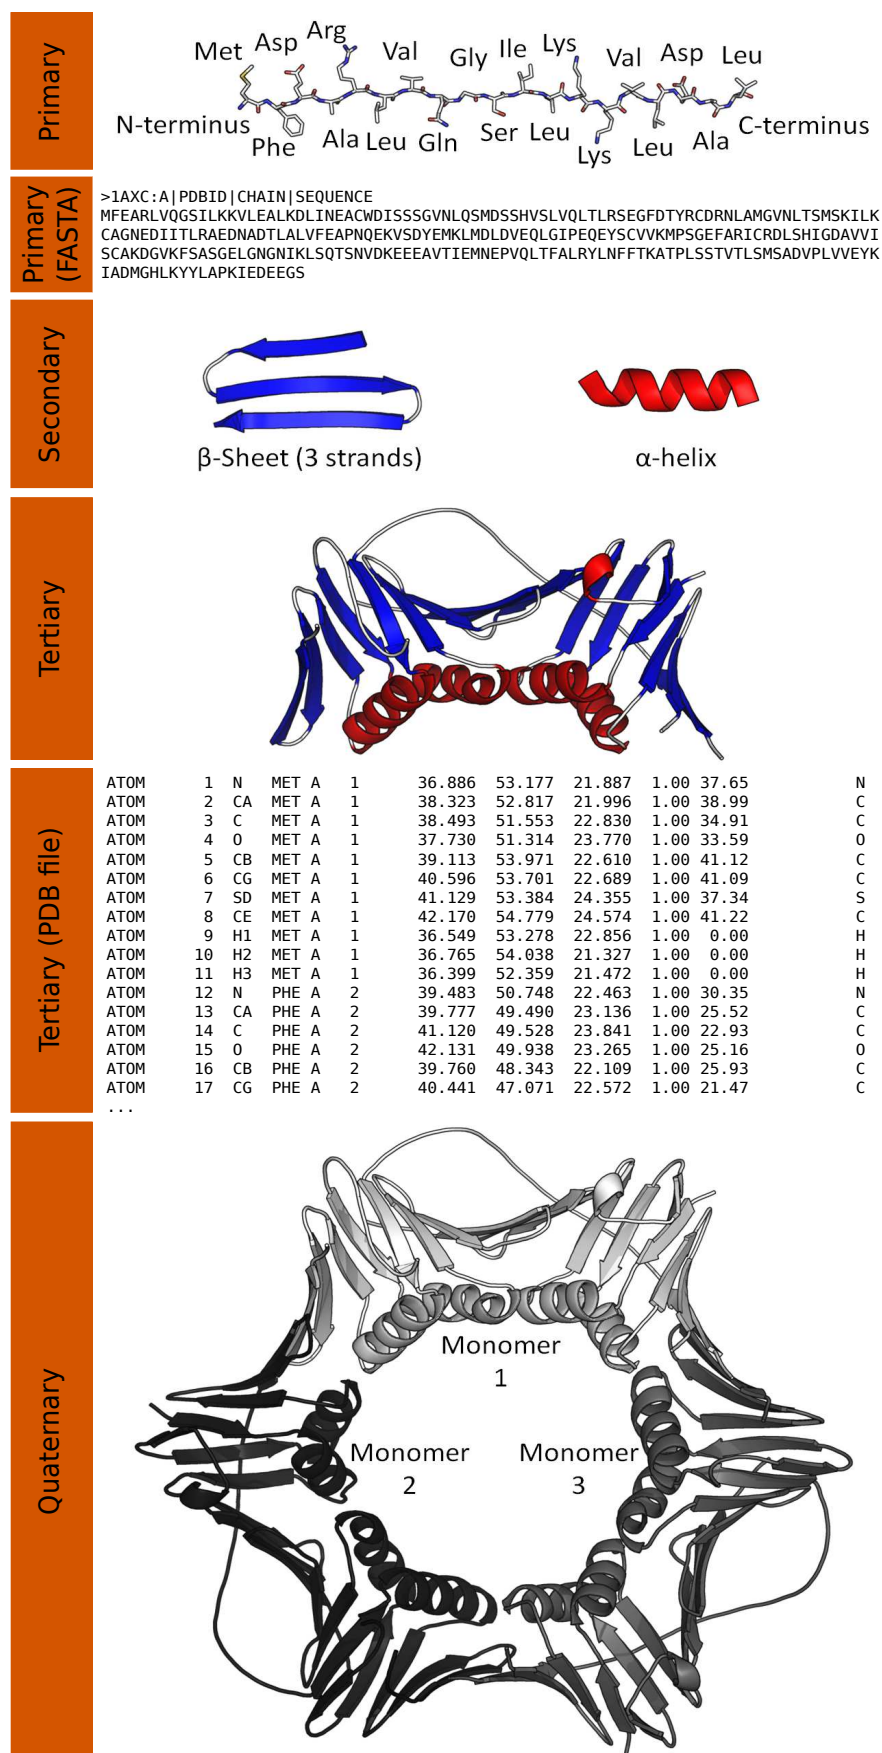 Primary
Met Asp Arg Val Gly Ile Lys Val Asp Leu
N-terminus C-terminus
Phe Ala Leu Gln Ser Leu Lys Leu Ala
Primary
(FASTA)
>1AXC:A|PDBID|CHAIN|SEQUENCE
MFEARLVQGSILKKVLEALKDLINEACWDISSSGVNLQSMDSSHVSLVQLTLRSEGFDTYRCDRNLAMGVNLTSMSKILK
CAGNEDIITLRAEDNADTLALVFEAPNQEKVSDYEMKLMDLDVEQLGIPEQEYSCVVKMPSGEFARICRDLSHIGDAVVI
SCAKDGVKFSASGELGNGNIKLSQTSNVDKEEEAVTIEMNEPVQLTFALRYLNFFTKATPLSSTVTLSMSADVPLVVEYK
IADMGHLKYYLAPKIEDEEGS
Secondary
β-Sheet (3 strands) α-helix
Tertiary
Tertiary (PDB file)
ATOM 1 N MET A 1 36.886 53.177 21.887 1.00 37.65 N
ATOM 2 CA MET A 1 38.323 52.817 21.996 1.00 38.99 C
ATOM 3 C MET A 1 38.493 51.553 22.830 1.00 34.91 C
ATOM 4 O MET A 1 37.730 51.314 23.770 1.00 33.59 O
ATOM 5 CB MET A 1 39.113 53.971 22.610 1.00 41.12 C
ATOM 6 CG MET A 1 40.596 53.701 22.689 1.00 41.09 C
ATOM 7 SD MET A 1 41.129 53.384 24.355 1.00 37.34 S
ATOM 8 CE MET A 1 42.170 54.779 24.574 1.00 41.22 C
ATOM 9 H1 MET A 1 36.549 53.278 22.856 1.00 0.00 H
ATOM 10 H2 MET A 1 36.765 54.038 21.327 1.00 0.00 H
ATOM 11 H3 MET A 1 36.399 52.359 21.472 1.00 0.00 H
ATOM 12 N PHE A 2 39.483 50.748 22.463 1.00 30.35 N
ATOM 13 CA PHE A 2 39.777 49.490 23.136 1.00 25.52 C
ATOM 14 C PHE A 2 41.120 49.528 23.841 1.00 22.93 C
ATOM 15 O PHE A 2 42.131 49.938 23.265 1.00 25.16 O
ATOM 16 CB PHE A 2 39.760 48.343 22.109 1.00 25.93 C
ATOM 17 CG PHE A 2 40.441 47.071 22.572 1.00 21.47 C
...
Quaternary
Monomer
1
Monomer
2
Monomer
3